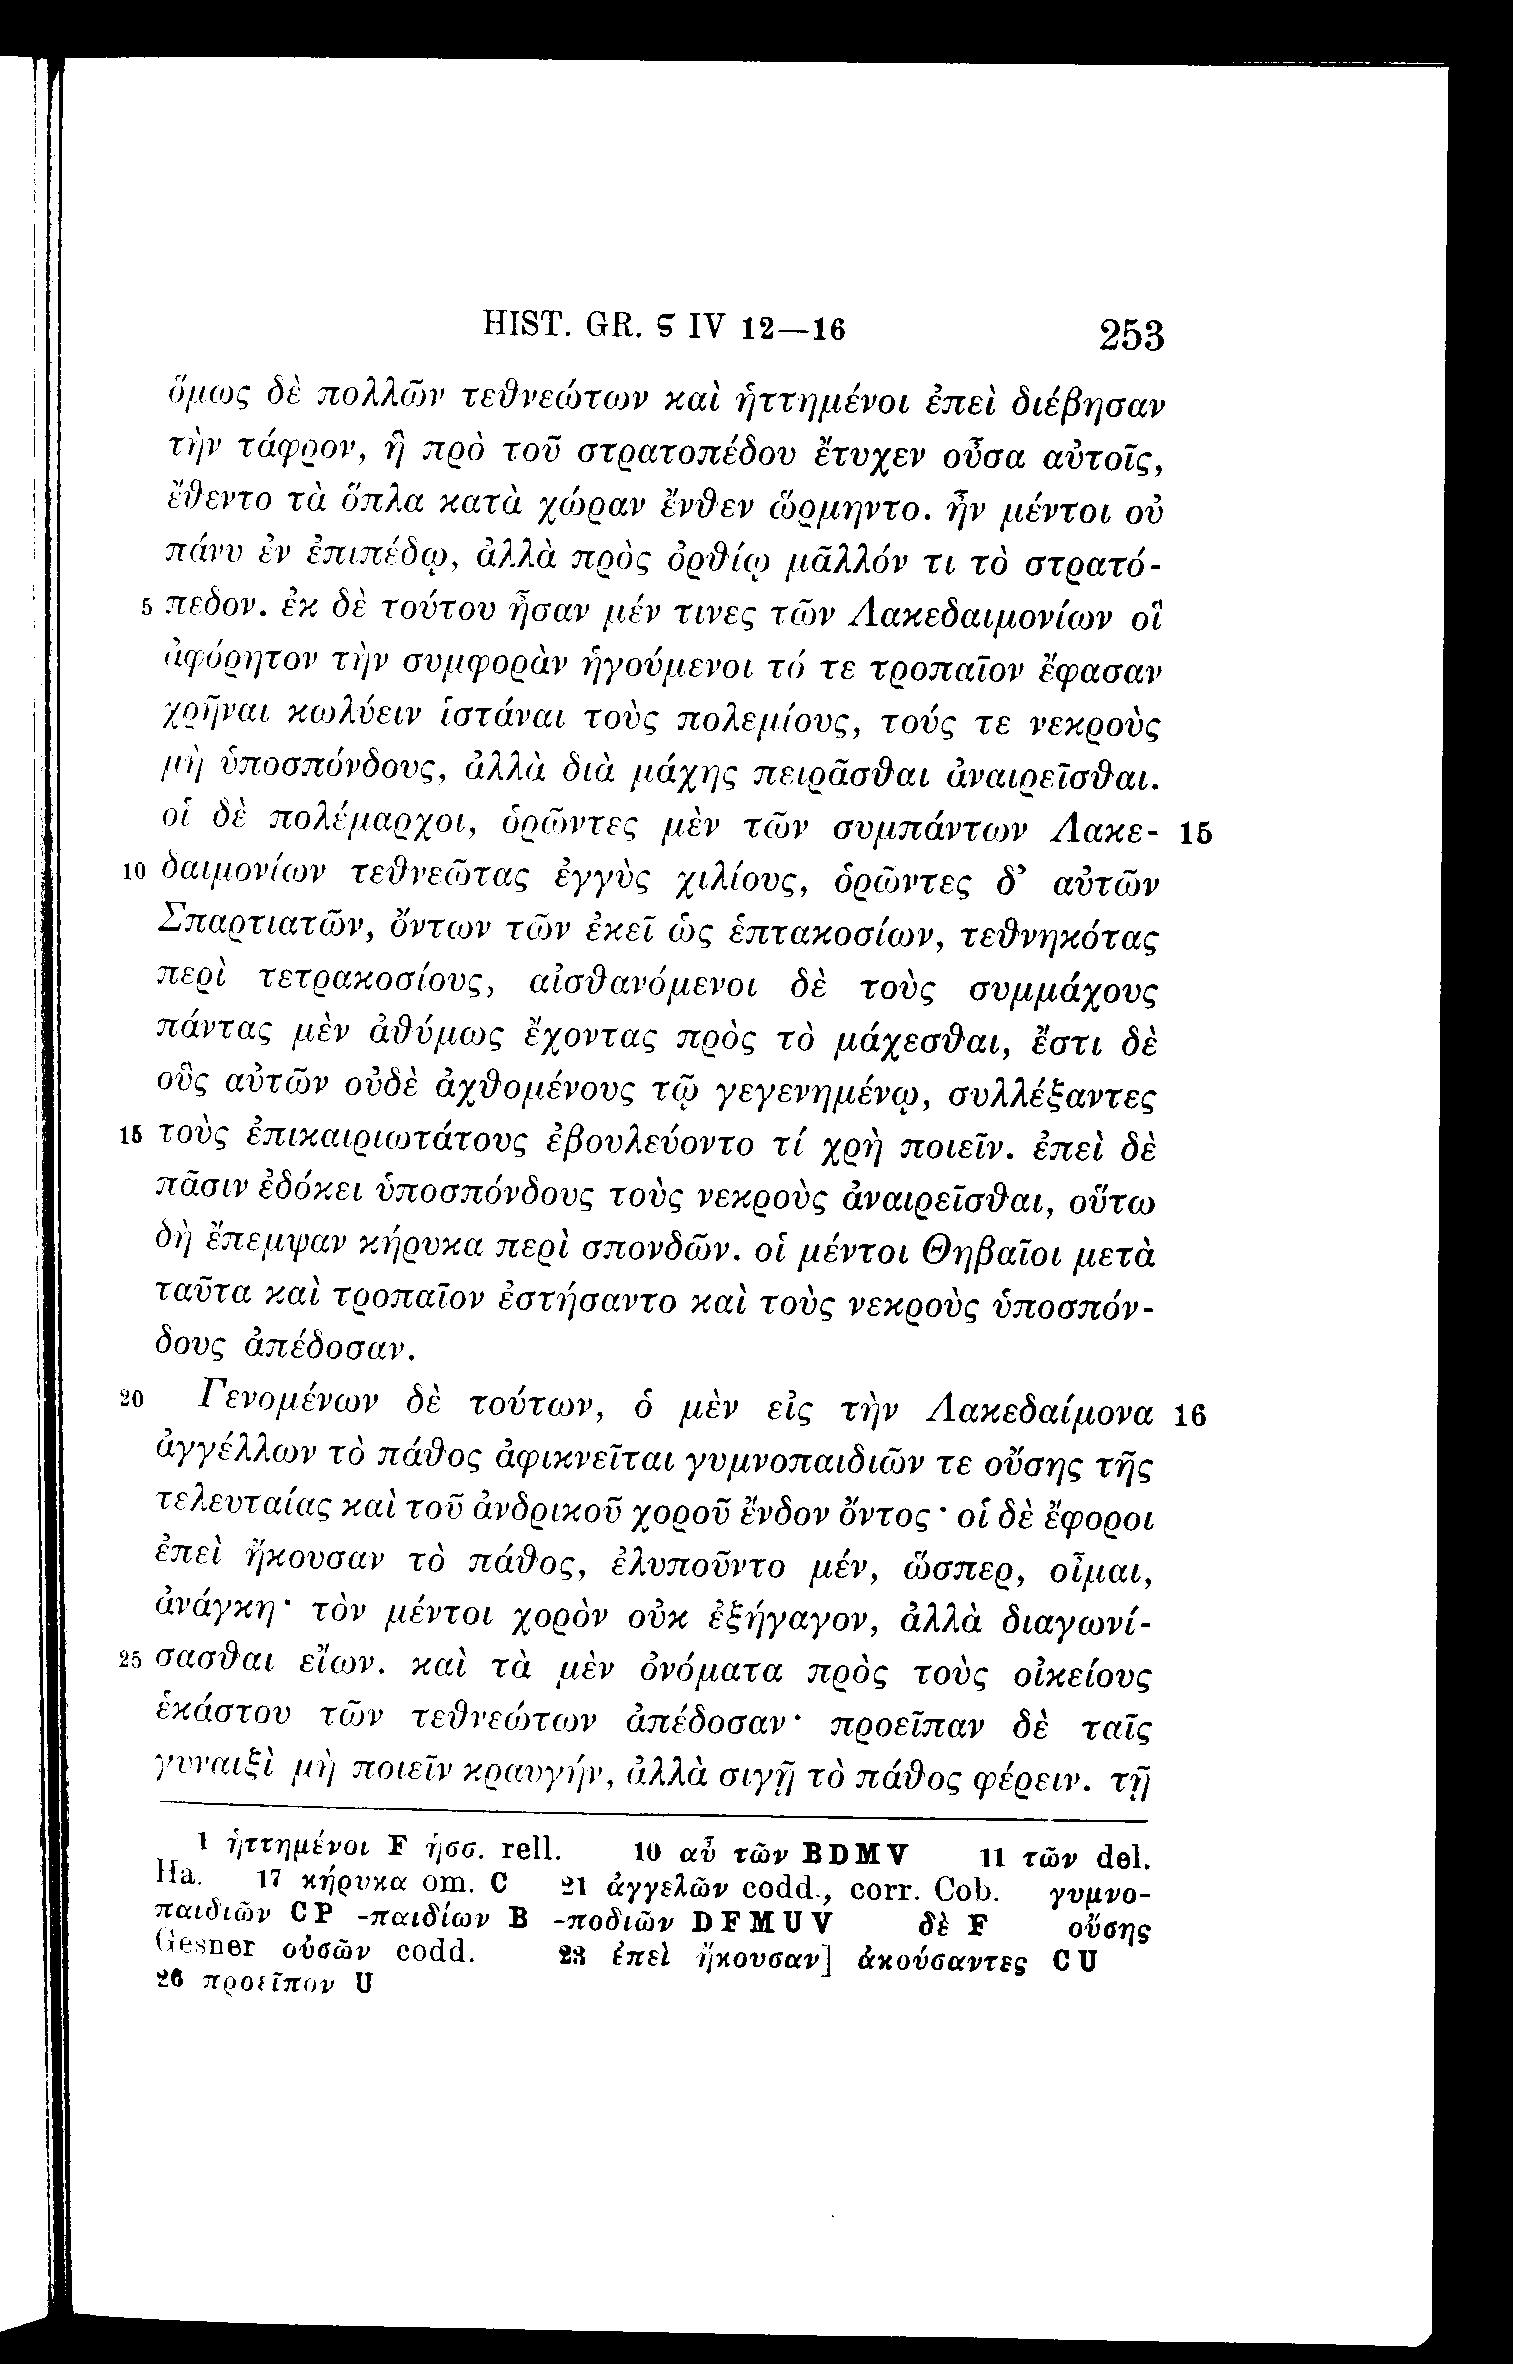 HIST. GR. Ϛ IV 12—16 253
ὅμως δὲ πολλῶν τεθνεώτων καὶ ἡττημένοι ἐπεὶ διέβησαν
τὴν τάφρον, ἣ πρὸ τοῦ στρατοπέδου ἔτυχεν οὖσα αὐτοῖς,
ἔθεντο τὰ ὅπλα κατὰ χώραν ἔνθεν ὥρμηντο. ἦν μέντοι οὐ
πάνυ ἐν ἐπιπέδῳ, ἀλλὰ πρὸς ὀρθίῳ μᾶλλόν τι τὸ στρατό-
5 πεδον. ἐκ δὲ τούτου ἦσαν μέν τινες τῶν Λακεδαιμονίων οἳ
ἀφόρητον τὴν συμφορὰν ἡγούμενοι τό τε τροπαῖον ἔφασαν
χρῆναι κωλύειν ἱστάναι τοὺς πολεμίους, τούς τε νεκροὺς
μὴ ὑποσπόνδους, ἀλλὰ διὰ μάχης πειρᾶσθαι ἀναιρεῖσθαι.
οἱ δὲ πολέμαρχοι, ὁρῶντες μὲν τῶν συμπάντων Λακε- 15
10 δαιμονίων τεθνεῶτας ἐγγὺς χιλίους, ὁρῶντες δ’ αὐτῶν
Σπαρτιατῶν, ὄντων τῶν ἐκεῖ ὡς ἑπτακοσίων, τεθνηκότας
περὶ τετρακοσίους, αἰσθανόμενοι δὲ τοὺς συμμάχους
πάντας μὲν ἀθύμως ἔχοντας πρὸς τὸ μάχεσθαι, ἔστι δὲ
οὓς αὐτῶν οὐδὲ ἀχθομένους τῷ γεγενημένῳ, συλλέξαντες
15 τοὺς ἐπικαιριωτάτους ἐβουλεύοντο τί χρὴ ποιεῖν. ἐπεὶ δὲ
πᾶσιν ἐδόκει ὑποσπόνδους τοὺς νεκροὺς ἀναιρεῖσθαι, οὕτω
δὴ ἔπεμψαν κήρυκα περὶ σπονδῶν. οἱ μέντοι Θηβαῖοι μετὰ
ταῦτα καὶ τροπαῖον ἐστήσαντο καὶ τοὺς νεκροὺς ὑποσπόν-
δους ἀπέδοσαν.
20 Γενομένων δὲ τούτων, ὁ μὲν εἰς τὴν Λακεδαίμονα 16
ἀγγέλλων τὸ πάθος ἀφικνεῖται γυμνοπαιδιῶν τε οὔσης τῆς
τελευταίας καὶ τοῦ ἀνδρικοῦ χοροῦ ἔνδον ὄντος· οἱ δὲ ἔφοροι
ἐπεὶ ἤκουσαν τὸ πάθος, ἐλυποῦντο μέν, ὥσπερ, οἶμαι,
ἀνάγκη· τὸν μέντοι χορὸν οὐκ ἐξήγαγον, ἀλλὰ διαγωνί-
25 σασθαι εἴων. καὶ τὰ μὲν ὀνόματα πρὸς τοὺς οἰκείους
ἑκάστου τῶν τεθνεώτων ἀπέδοσαν· προεῖπαν δὲ ταῖς
γυναιξὶ μὴ ποιεῖν κραυγήν, ἀλλὰ σιγῇ τὸ πάθος φέρειν. τῇ
1 ἡττημένοι F ἡσσ. rell. 10 αὖ τῶν BDMV 11 τῶν del.
Ha. 17 κήρυκα om. C 21 ἀγγελῶν codd., corr. Cob. γυμνο-
παιδιῶν CP -παιδίων B -ποδιῶν DFMUV δὲ F οὔσης
Gesner οὐσῶν codd. 23 ἐπεὶ ἤκουσαν] ἀκούσαντες CU
26 προεῖπον U